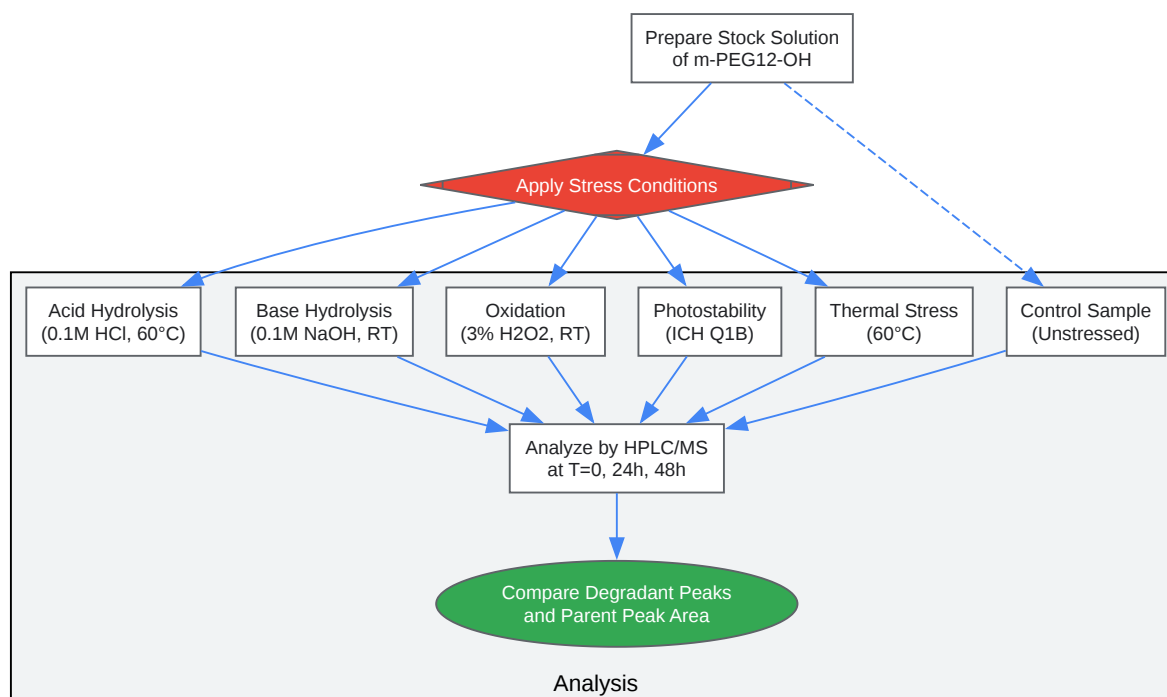 Prepare Stock Solution
of m-PEG12-OH
Apply Stress Conditions
Acid Hydrolysis
(0.1M HCl, 60°C)
Base Hydrolysis
(0.1M NaOH, RT)
Oxidation
(3% H2O2, RT)
Photostability
(ICH Q1B)
Thermal Stress
(60°C)
Control Sample
(Unstressed)
Analyze by HPLC/MS
at T=0, 24h, 48h
Compare Degradant Peaks
and Parent Peak Area
Analysis